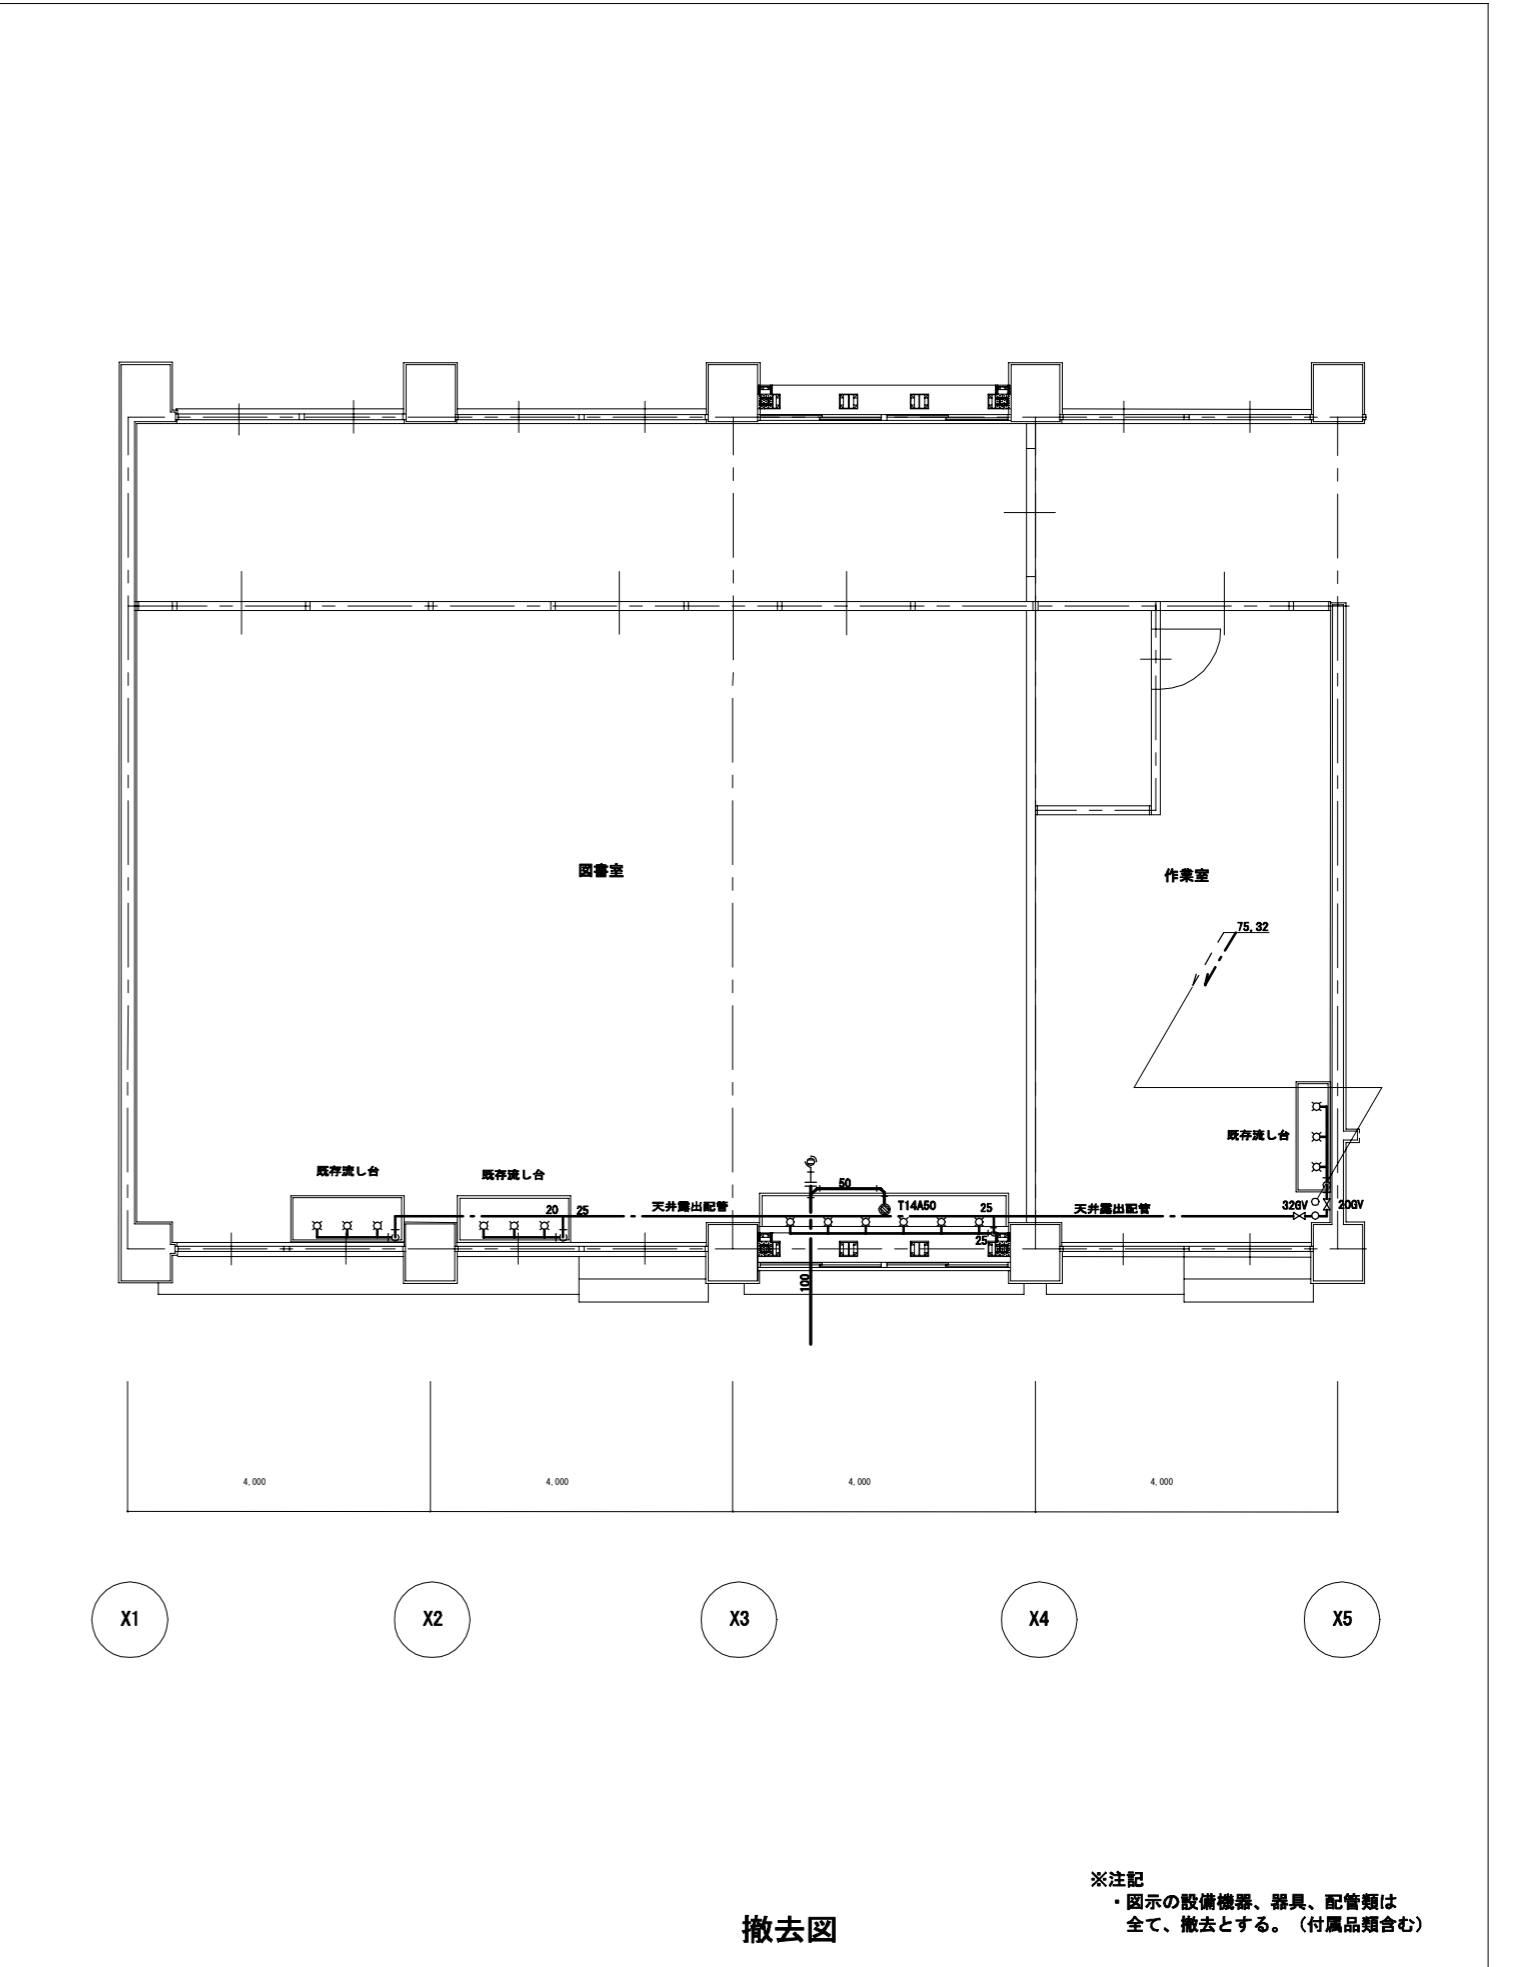 図書室
作業室
75,32
既存流し台
既存流し台
既存流し台
50
T14A50
20
25
天井露出配管
25
天井露出配管
32GV
20GV
25
100
4,000
4,000
4,000
4,000
X1
X2
X3
X4
X5
※注記
・図示の設備機器、器具、配管類は
全て、撤去とする。（付属品類含む）
撤去図